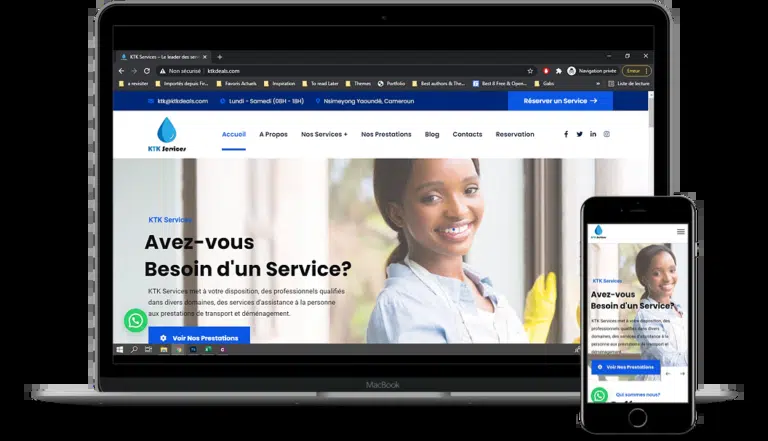 KTK Services – Le leader des serv
Non sécurisé
ktkdeals.com
Navigation privée
Erreur
a revisiter
Importés depuis Fir...
Favoris Actuels
Inspiration
To read Later
Themes
Portfolio
Best authors & The...
Best 8 Free & Open...
Gabs
Liste de lecture
ktk@ktkdeals.com
Lundi - Samedi (08H - 18H)
Nsimeyong Yaoundé, Cameroun
Réserver un Service
KTK Services
Accueil
A Propos
Nos Services +
Nos Prestations
Blog
Contacts
Reservation
KTK Services
Avez-vous
Besoin d'un Service?
KTK Services met à votre disposition, des professionnels qualifiés
dans divers domaines, des services d'assistance à la personne
aux prestations de transport et déménagement.
Voir Nos Prestations
MacBook
KTK Services
KTK Services
Avez-vous
Besoin d'un Service?
KTK Services met à votre disposition, des
professionnels qualifiés dans divers
domaines, des services d'assistance à la
personne aux prestations de transport et
déménagement.
Voir Nos Prestations
Qui sommes nous?